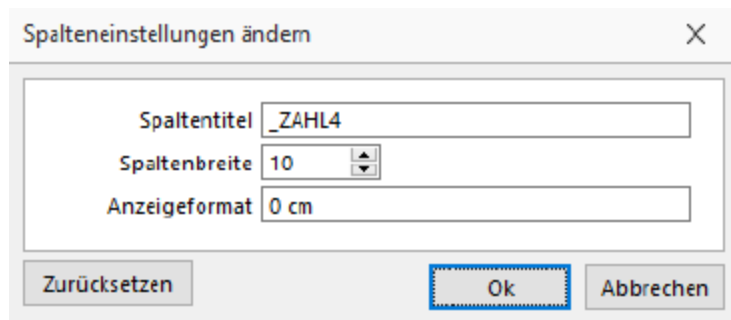 Spalteneinstellungen ändern
Spaltentitel _ZAHL4
Spaltenbreite 10
Anzeigeformat 0 cm
Zurücksetzen Ok Abbrechen